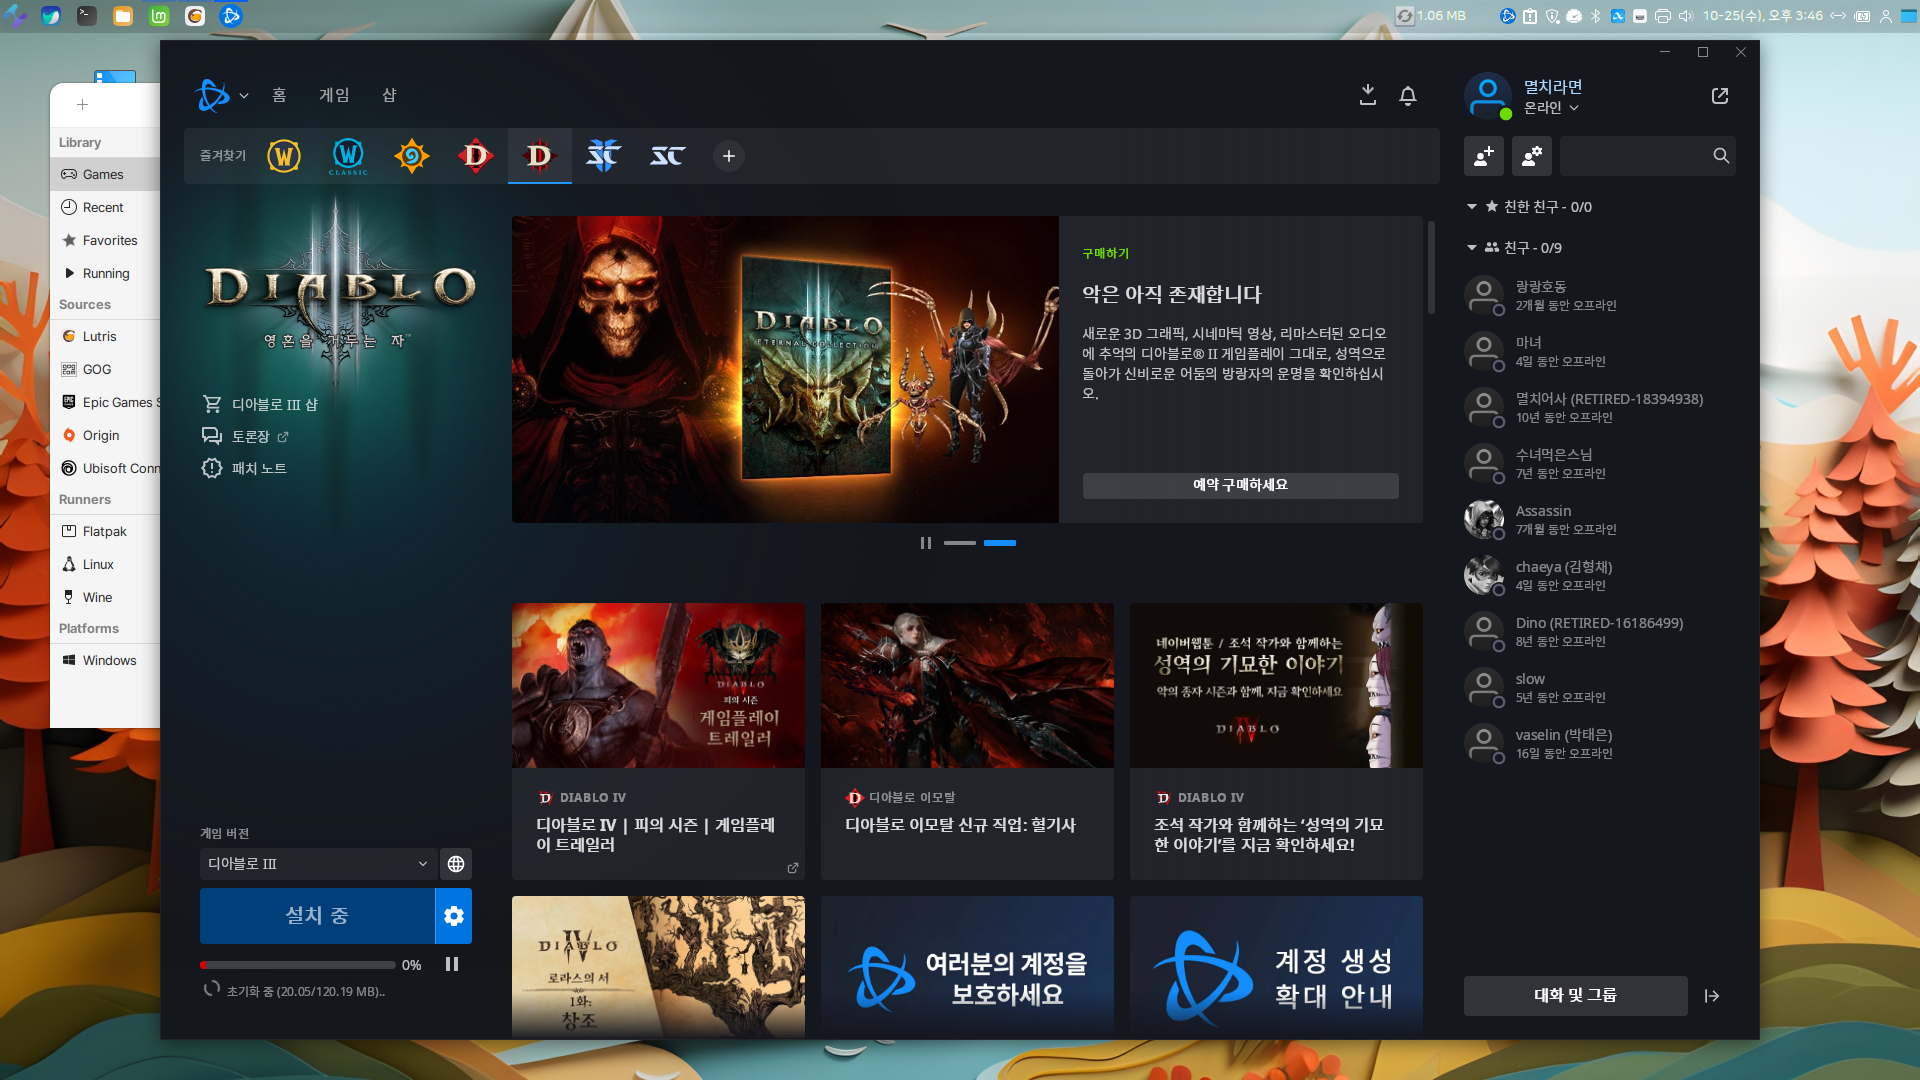 1.06 MB
10-25(수), 오후 3:46
Library
Games
Recent
Favorites
Running
Sources
Lutris
GOG
Epic Games S
Origin
Ubisoft Conn
Runners
Flatpak
Linux
Wine
Platforms
Windows
홈
게임
샵
즐겨찾기
CLASSIC
DIABLO
영혼을 거두는 자™
디아블로 III 샵
토론장
패치 노트
게임 버전
디아블로 III
설치 중
0%
초기화 중 (20.05/120.19 MB)..
DIABLO
ETERNAL COLLECTION
구매하기
악은 아직 존재합니다
새로운 3D 그래픽, 시네마틱 영상, 리마스터된 오디오
에 추억의 디아블로® II 게임플레이 그대로, 성역으로
돌아가 신비로운 어둠의 방랑자의 운명을 확인하십시
오.
예약 구매하세요
DIABLO
IV
피의 시즌
게임플레이
트레일러
DIABLO IV
디아블로 IV | 피의 시즌 | 게임플레
이 트레일러
디아블로 이모탈
디아블로 이모탈 신규 직업: 혈기사
네이버웹툰 / 조석 작가와 함께하는
성역의 기묘한 이야기
악의 종자 시즌과 함께, 지금 확인하세요
DIABLO
IV
DIABLO IV
조석 작가와 함께하는 ‘성역의 기묘
한 이야기’를 지금 확인하세요!
DIABLO
IV
로라스의 서
1화:
창조
여러분의 계정을
보호하세요
계정 생성
확대 안내
멸치라면
온라인
친한 친구 - 0/0
친구 - 0/9
랑랑호동
2개월 동안 오프라인
마녀
4일 동안 오프라인
멸치어사 (RETIRED-18394938)
10년 동안 오프라인
수녀먹은스님
7년 동안 오프라인
Assassin
7개월 동안 오프라인
chaeya (김형채)
4일 동안 오프라인
Dino (RETIRED-16186499)
8년 동안 오프라인
slow
5년 동안 오프라인
vaselin (박태은)
16일 동안 오프라인
대화 및 그룹